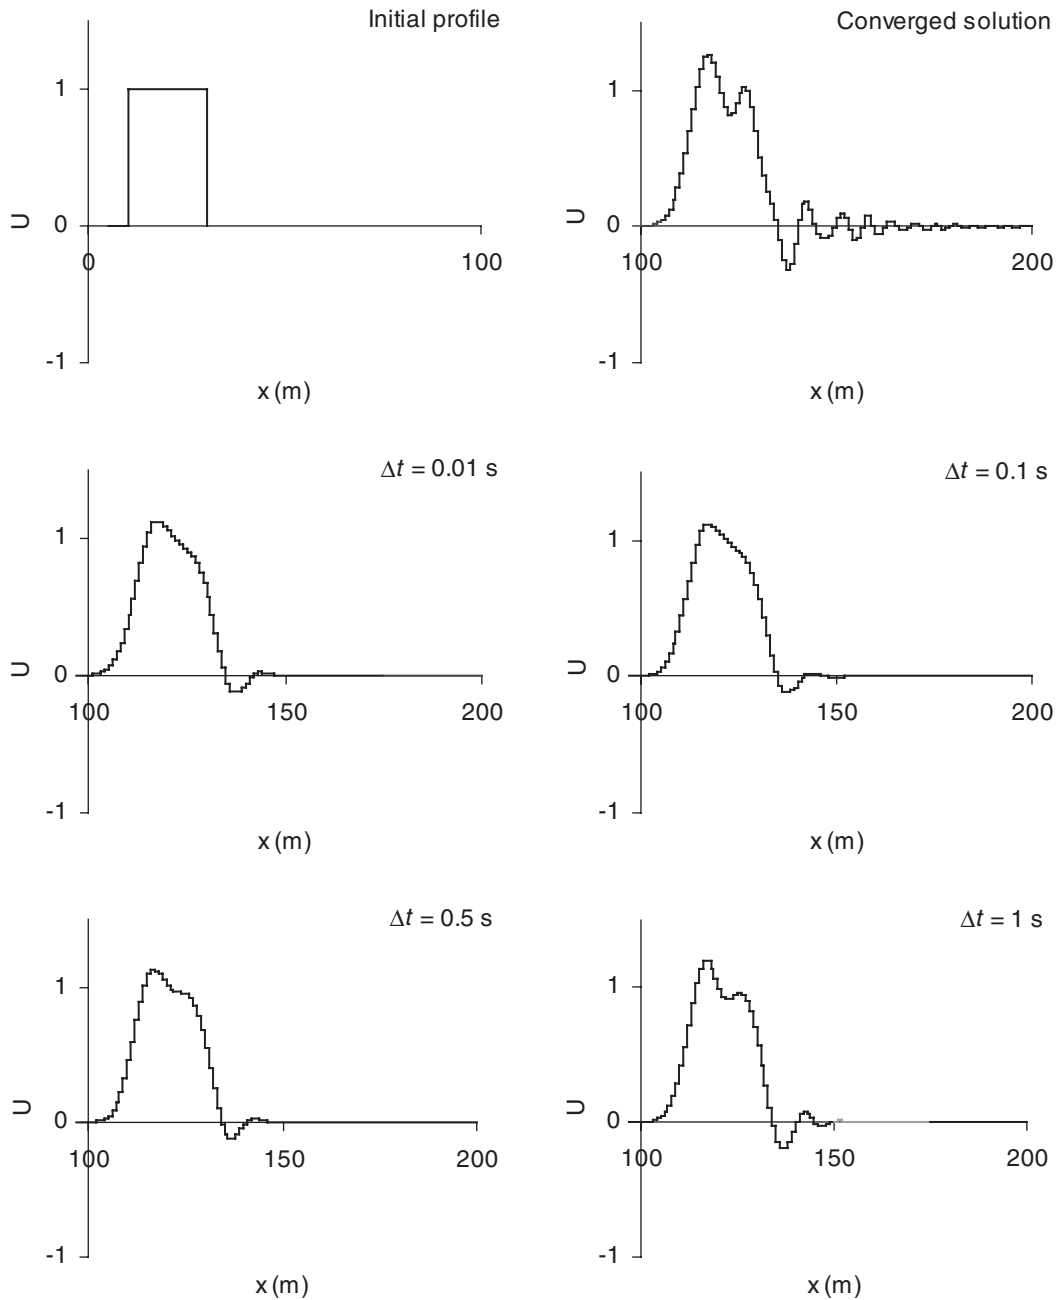 Initial profile
1
U
0
0
100
-1
x (m)
Converged solution
1
0
100
200
-1
x (m)
Δt = 0.01 s
1
U
0
100
150
200
-1
x (m)
Δt = 0.1 s
1
U
0
100
150
200
-1
x (m)
Δt = 0.5 s
1
U
0
100
150
200
-1
x (m)
Δt = 1 s
1
U
0
100
150
200
-1
x (m)